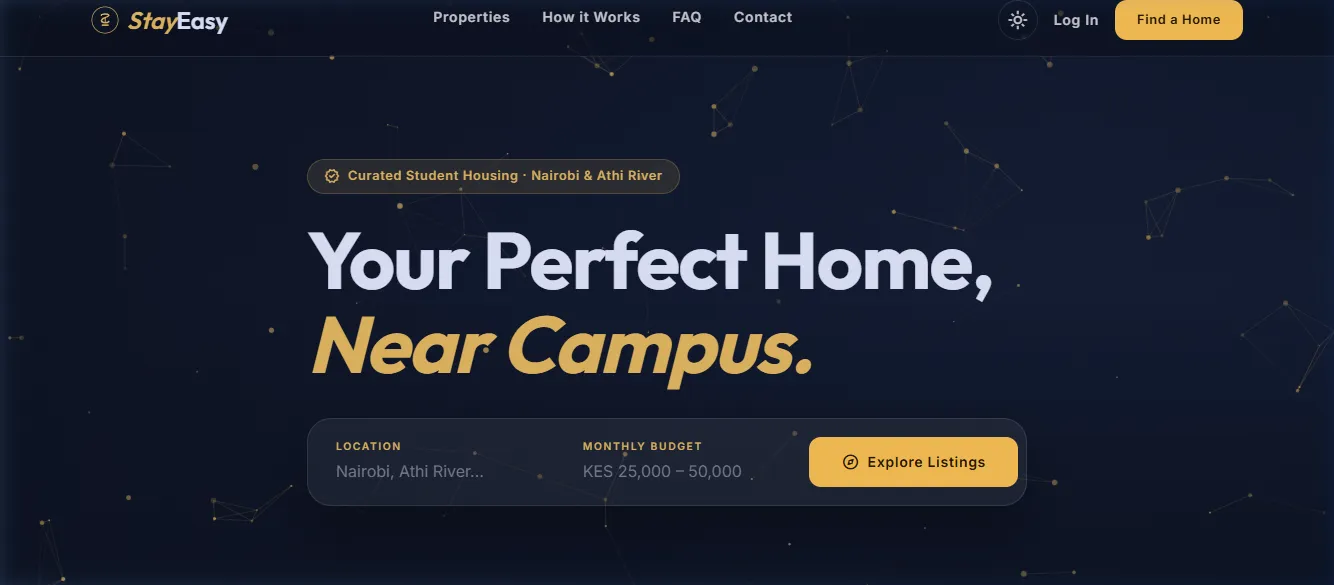 StayEasy
Properties
How it Works
FAQ
Contact
Log In
Find a Home
Curated Student Housing · Nairobi & Athi River
Your Perfect Home,
Near Campus.
LOCATION
Nairobi, Athi River...
MONTHLY BUDGET
KES 25,000 – 50,000
Explore Listings